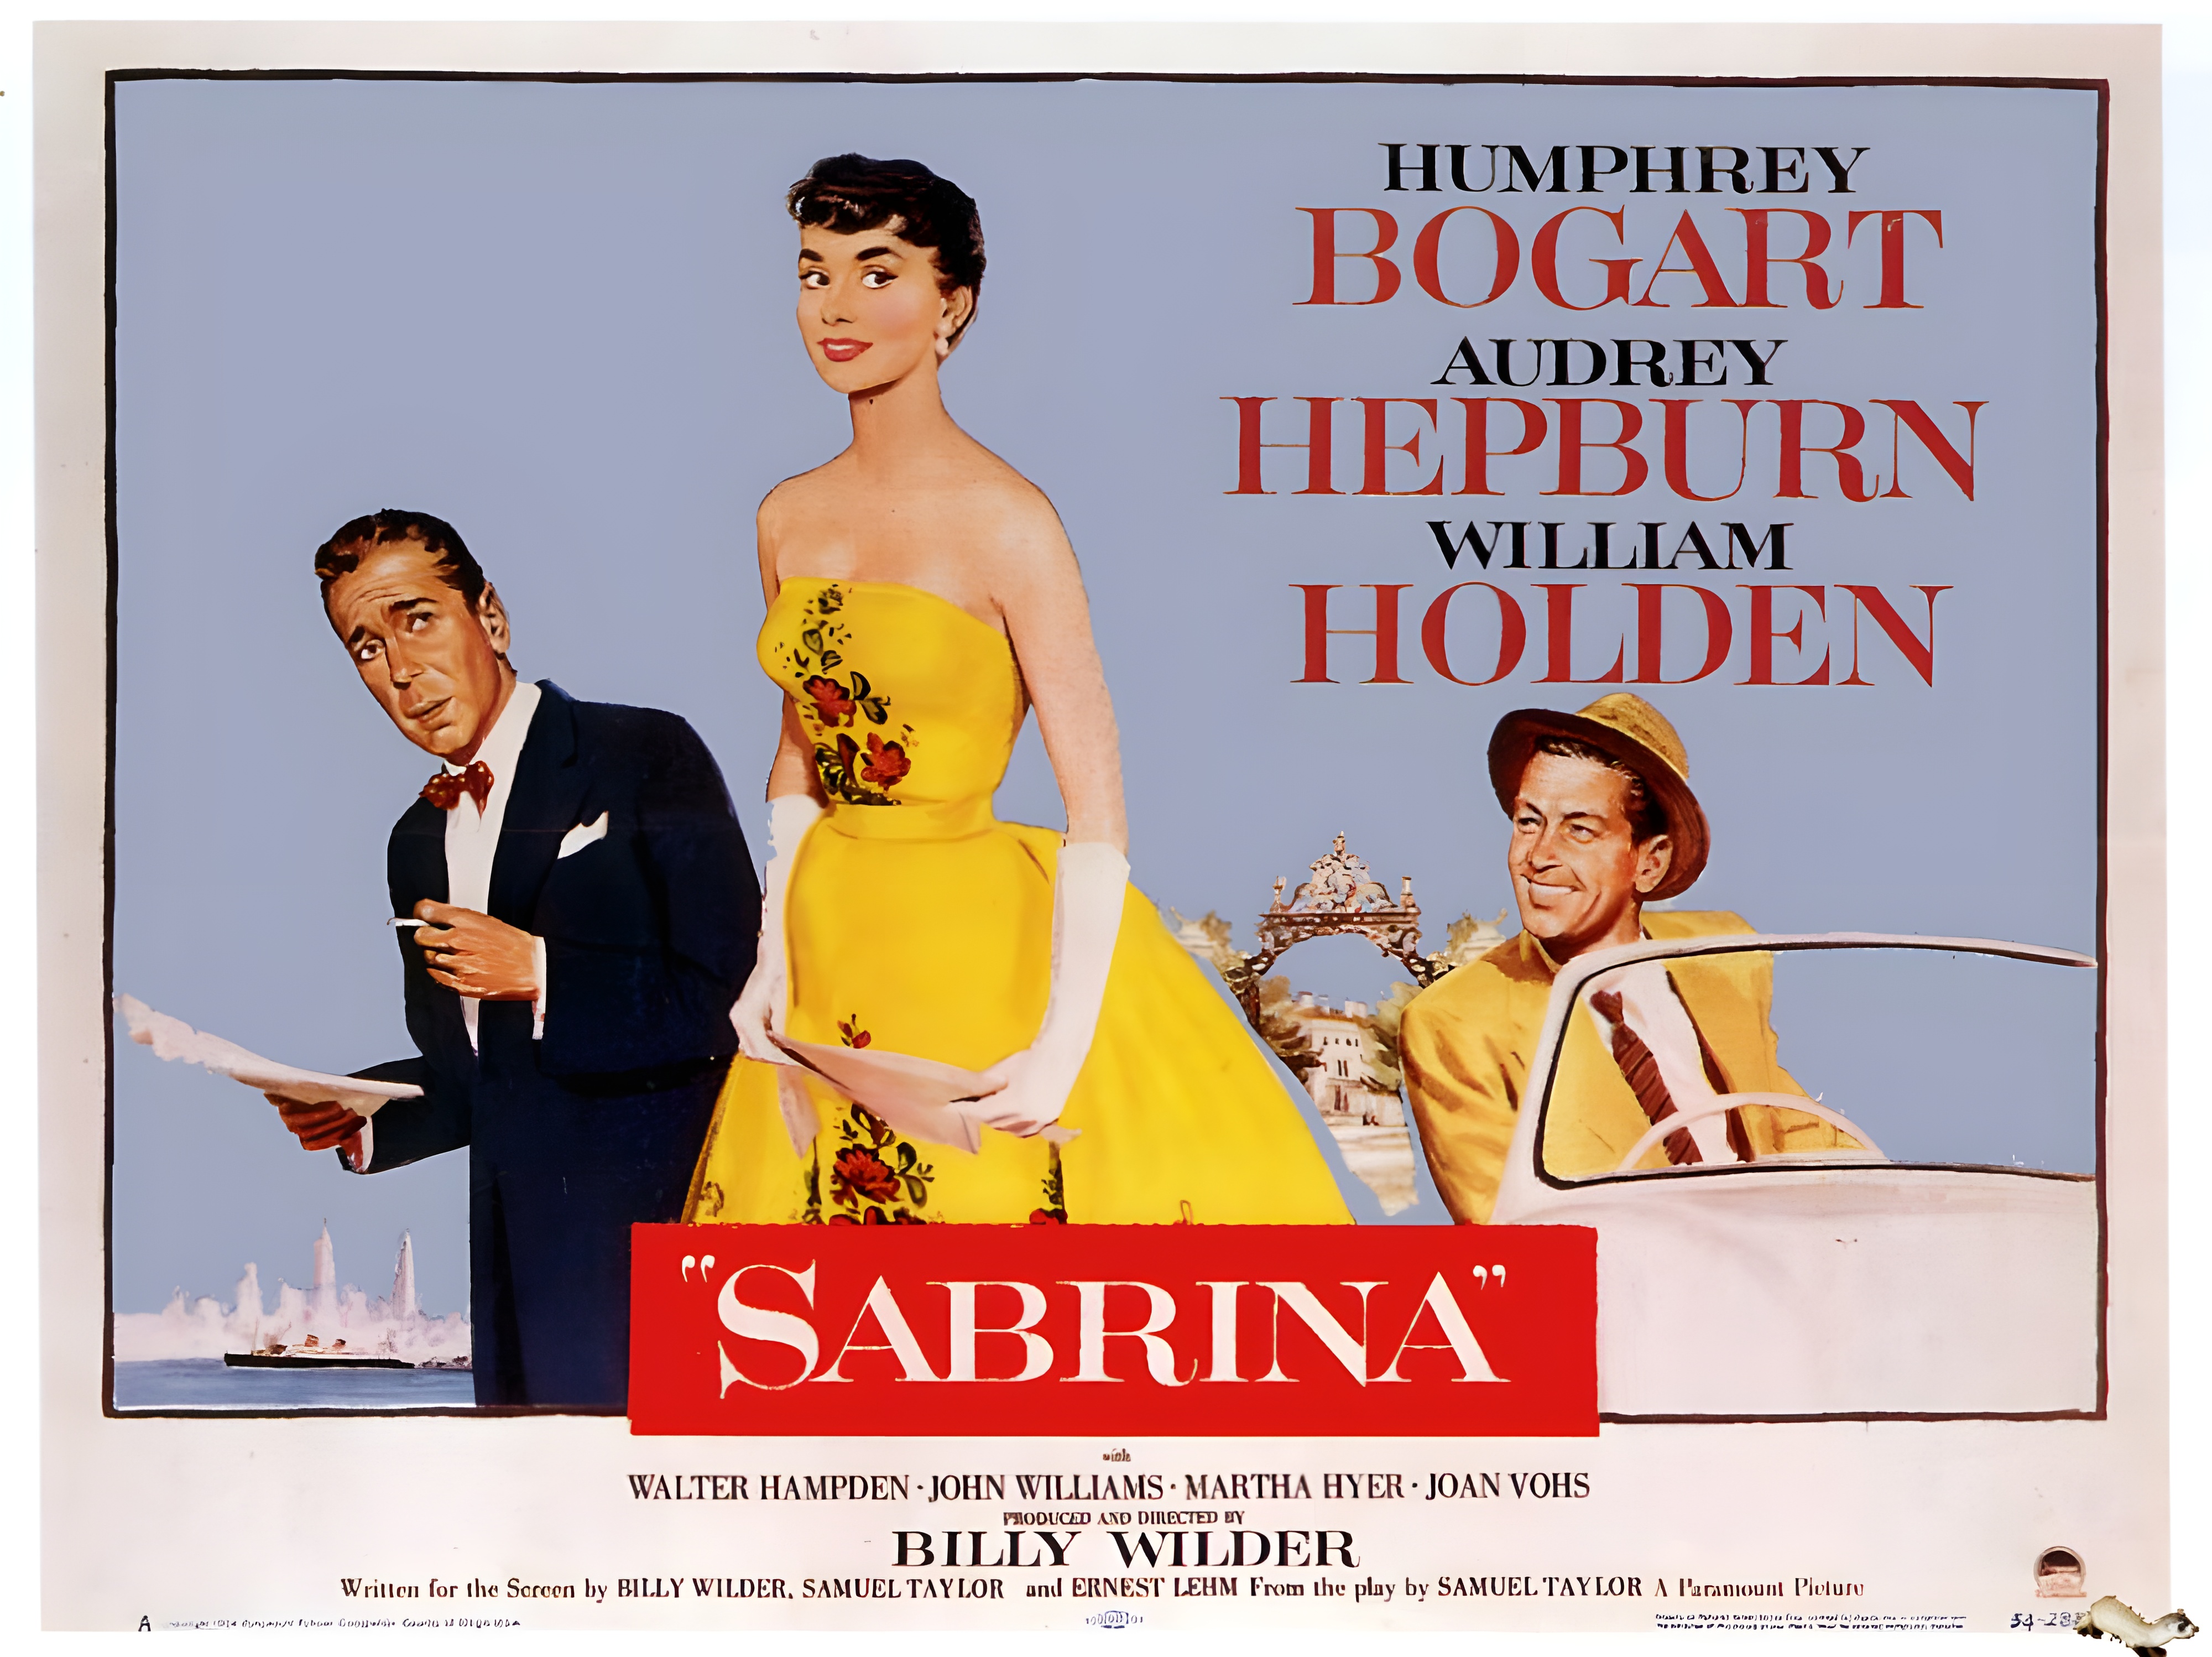 HUMPHREY
BOGART
AUDREY
HEPBURN
WILLIAM
HOLDEN
"SABRINA"
with
WALTER HAMPDEN · JOHN WILLIAMS · MARTHA HYER · JOAN VOHS
PRODUCED AND DIRECTED BY
BILLY WILDER
Written for the Screen by BILLY WILDER, SAMUEL TAYLOR and ERNEST LEHM From the play by SAMUEL TAYLOR A Paramount Picture
A